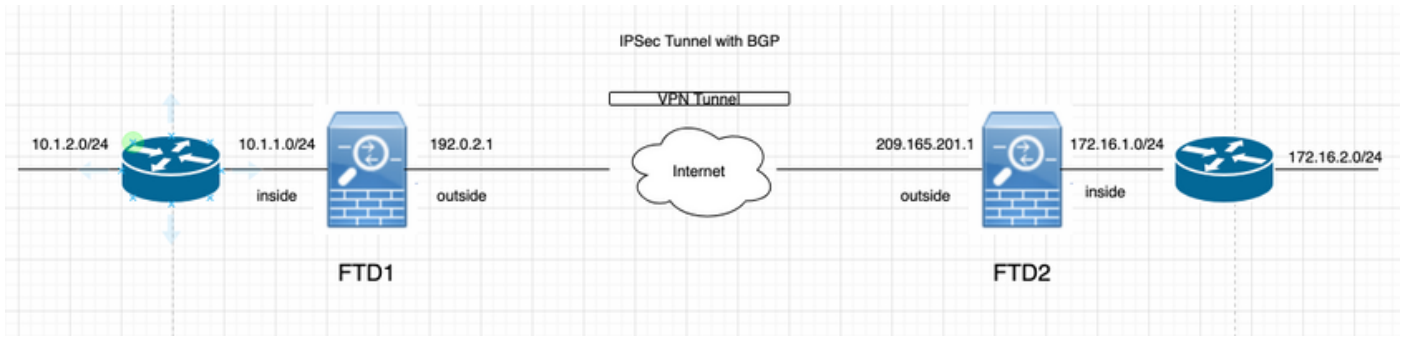 IPSec Tunnel with BGP
VPN Tunnel
10.1.2.0/24
10.1.1.0/24
192.0.2.1
Internet
209.165.201.1
172.16.1.0/24
172.16.2.0/24
inside
outside
outside
inside
FTD1
FTD2